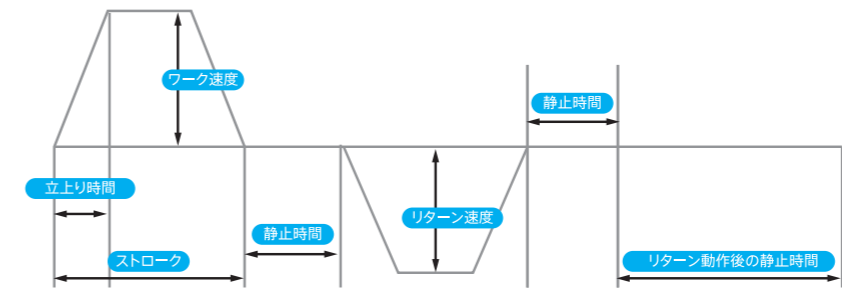 ワーク速度
静止時間
立上り時間
リターン速度
静止時間
ストローク
リターン動作後の静止時間